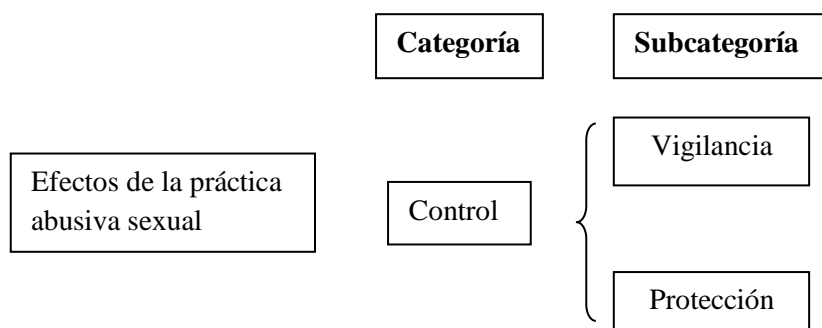 Categoría
Subcategoría
Vigilancia
Efectos de la práctica
abusiva sexual
Control
Protección